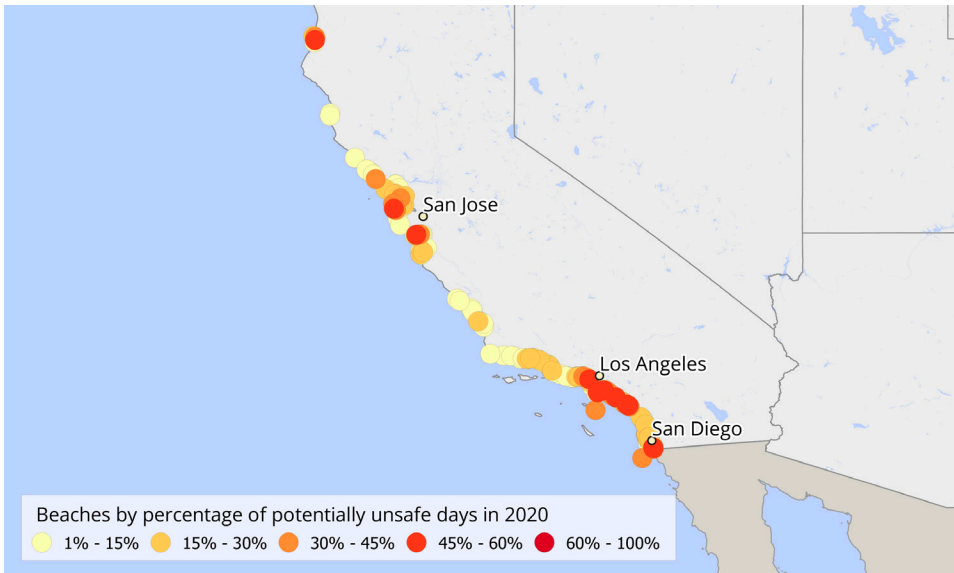 San Jose
Los Angeles
San Diego
Beaches by percentage of potentially unsafe days in 2020
1% - 15% 15% - 30% 30% - 45% 45% - 60% 60% - 100%